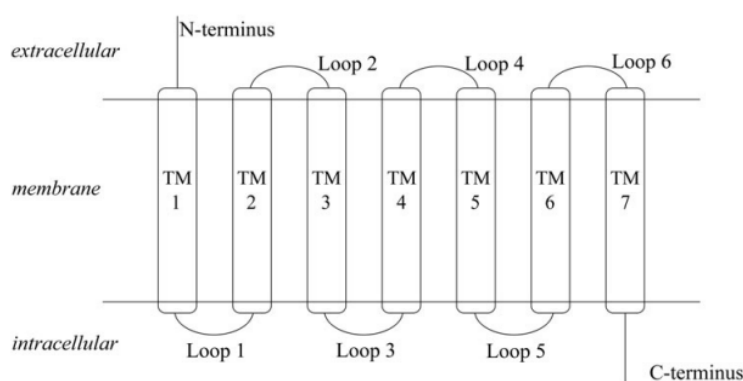 N-terminus
extracellular
Loop 2
Loop 4
Loop 6
membrane
TM
1
TM
2
TM
3
TM
4
TM
5
TM
6
TM
7
intracellular
Loop 1
Loop 3
Loop 5
C-terminus